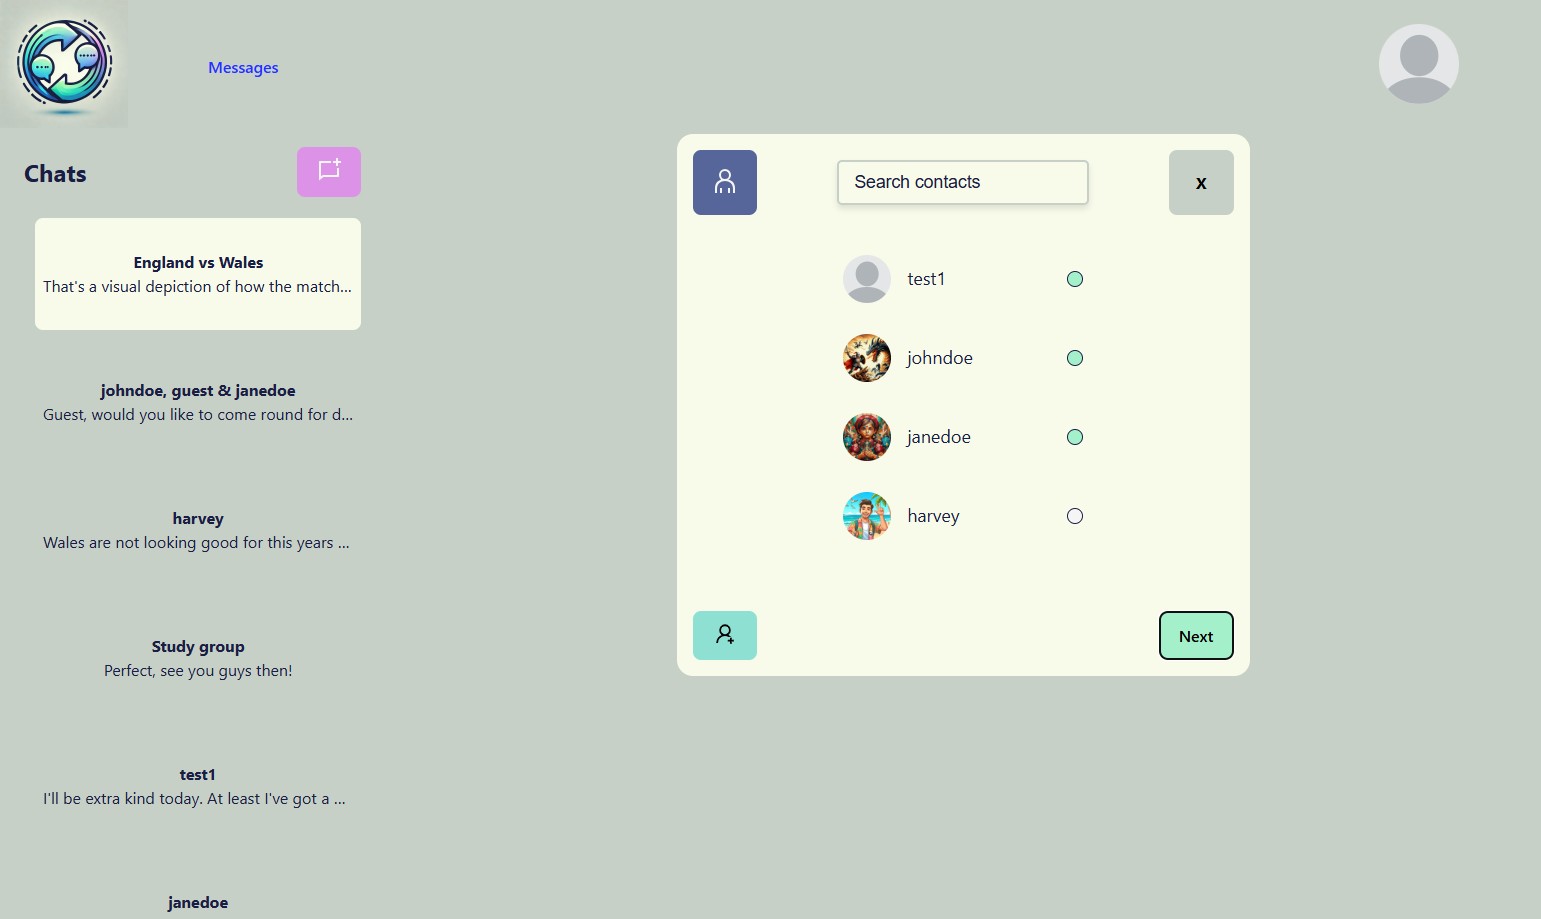 Messages
Chats
England vs Wales
That's a visual depiction of how the match...
johndoe, guest & janedoe
Guest, would you like to come round for d...
harvey
Wales are not looking good for this years ...
Study group
Perfect, see you guys then!
test1
I'll be extra kind today. At least I've got a ...
janedoe
Search contacts
x
test1
johndoe
janedoe
harvey
Next